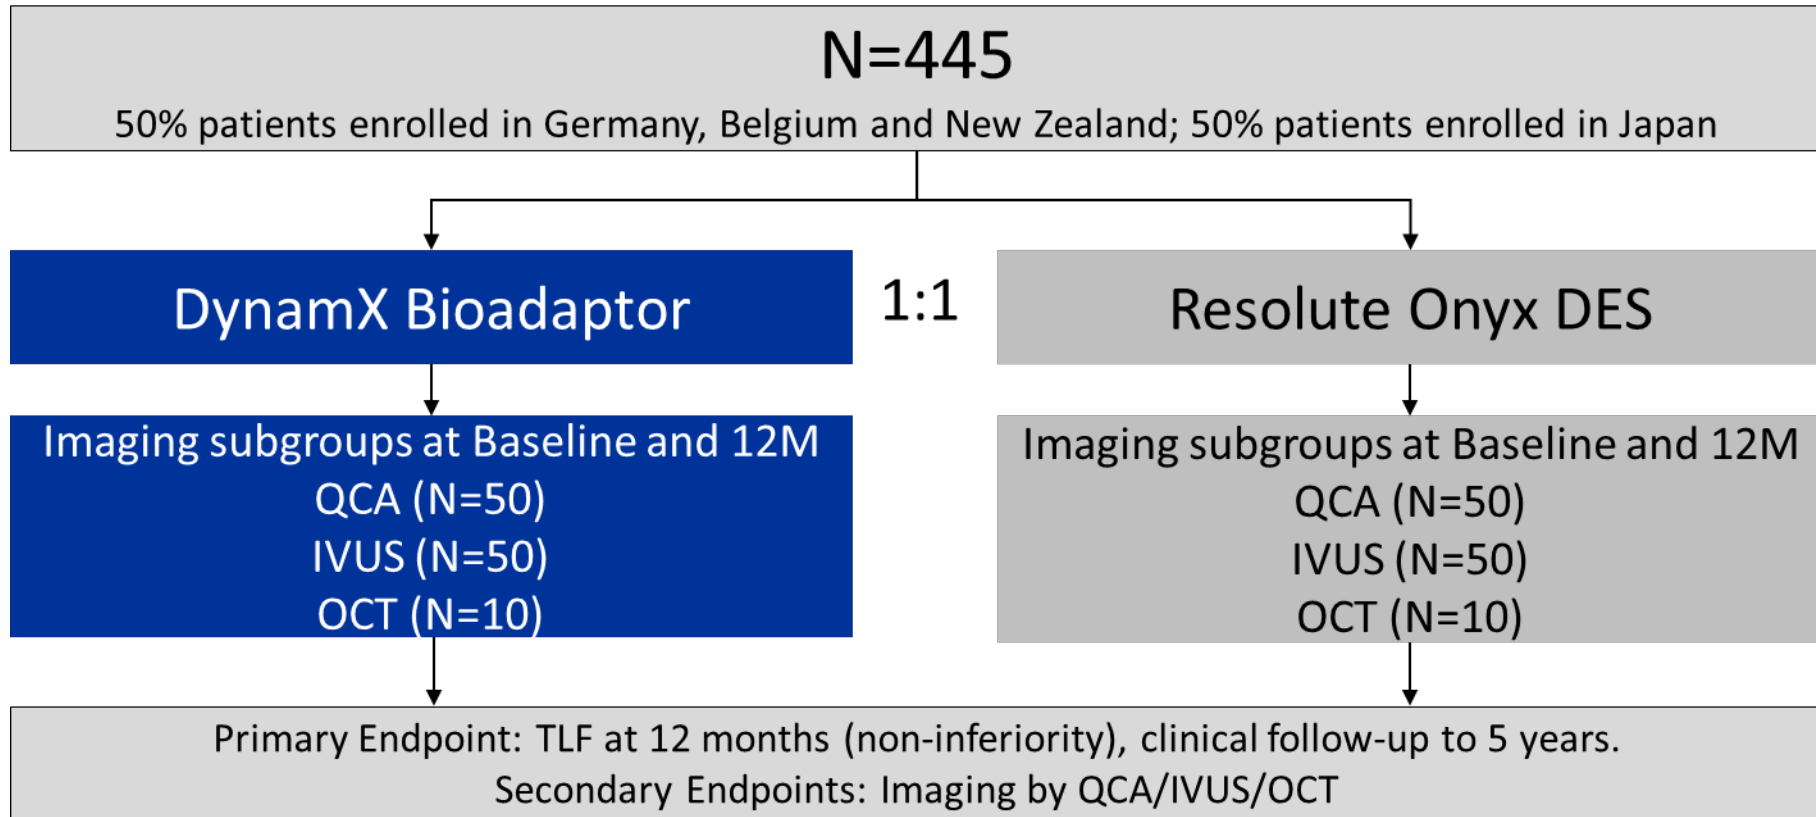 N=445
50% patients enrolled in Germany, Belgium and New Zealand; 50% patients enrolled in Japan
DynamX Bioadaptor
1:1
Resolute Onyx DES
Imaging subgroups at Baseline and 12M
QCA (N=50)
IVUS (N=50)
OCT (N=10)
Imaging subgroups at Baseline and 12M
QCA (N=50)
IVUS (N=50)
OCT (N=10)
Primary Endpoint: TLF at 12 months (non-inferiority), clinical follow-up to 5 years.
Secondary Endpoints: Imaging by QCA/IVUS/OCT